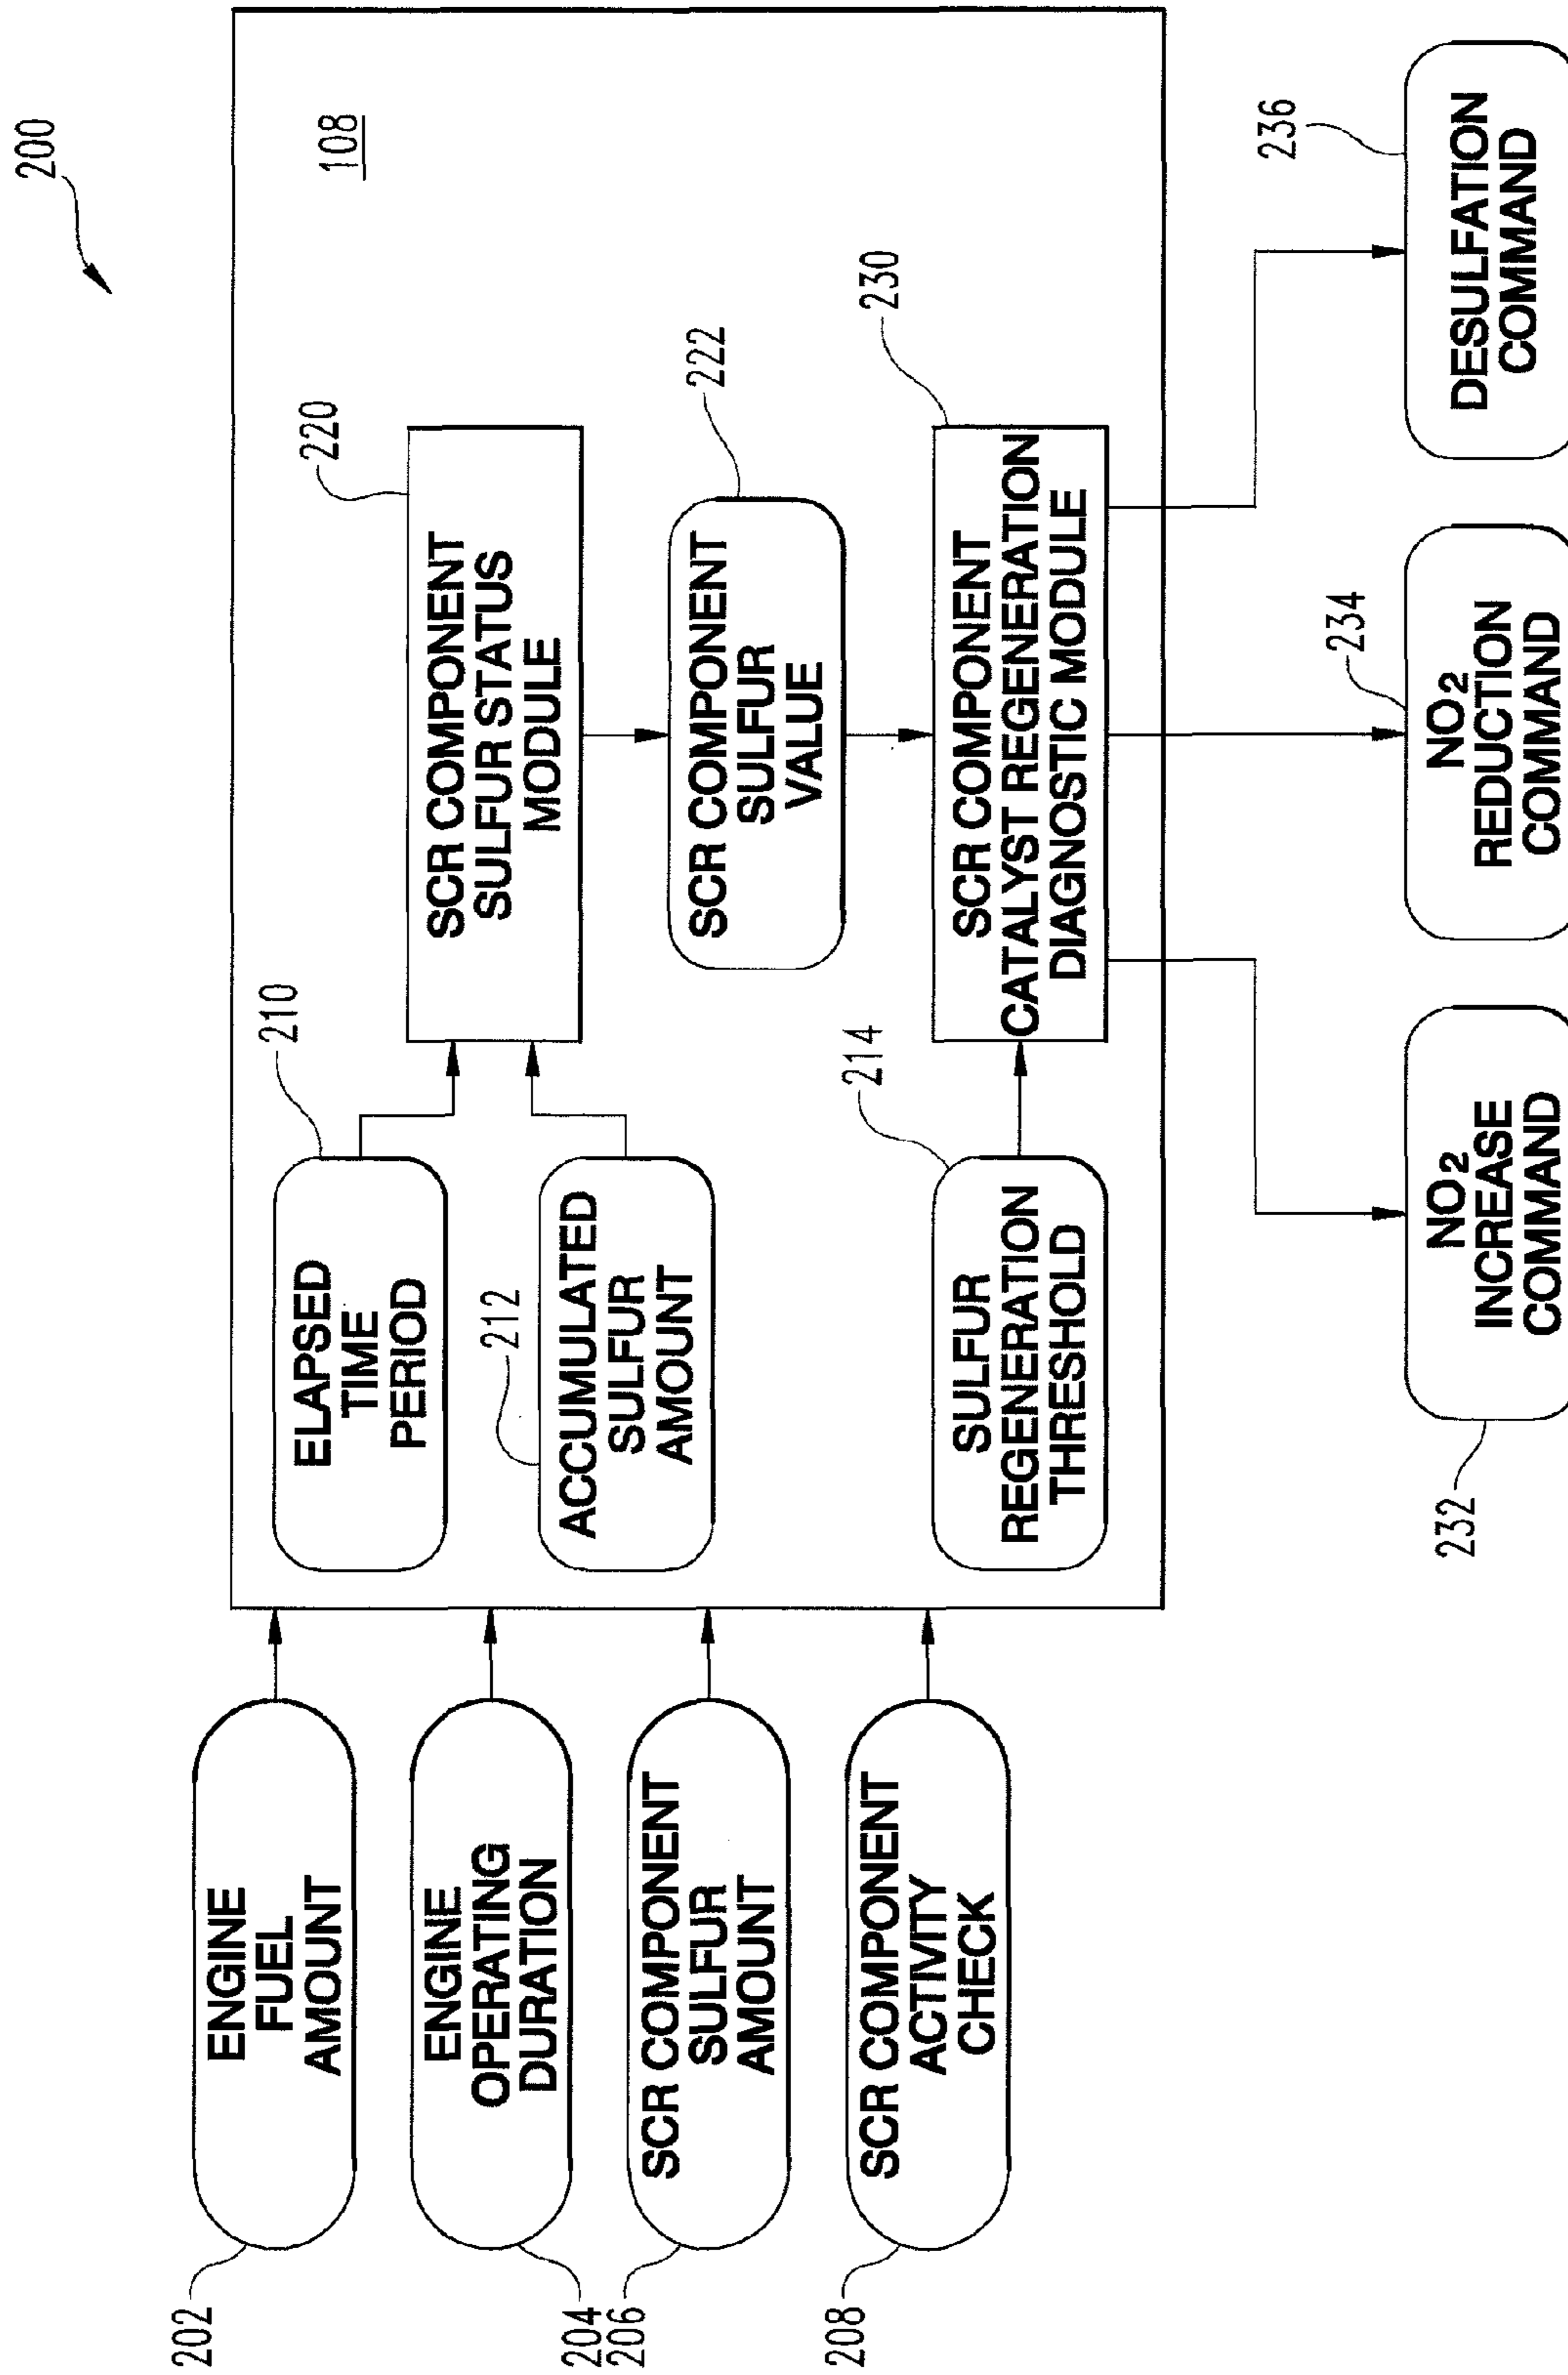 200
108
202
ENGINE
FUEL
AMOUNT
204
ENGINE
OPERATING
DURATION
206
SCR COMPONENT
SULFUR
AMOUNT
208
SCR COMPONENT
ACTIVITY
CHECK
210
ELAPSED
TIME
PERIOD
212
ACCUMULATED
SULFUR
AMOUNT
214
SULFUR
REGENERATION
THRESHOLD
220
SCR COMPONENT
SULFUR STATUS
MODULE
222
SCR COMPONENT
SULFUR
VALUE
230
SCR COMPONENT
CATALYST REGENERATION
DIAGNOSTIC MODULE
232
NO₂
INCREASE
COMMAND
234
NO₂
REDUCTION
COMMAND
236
DESULFATION
COMMAND